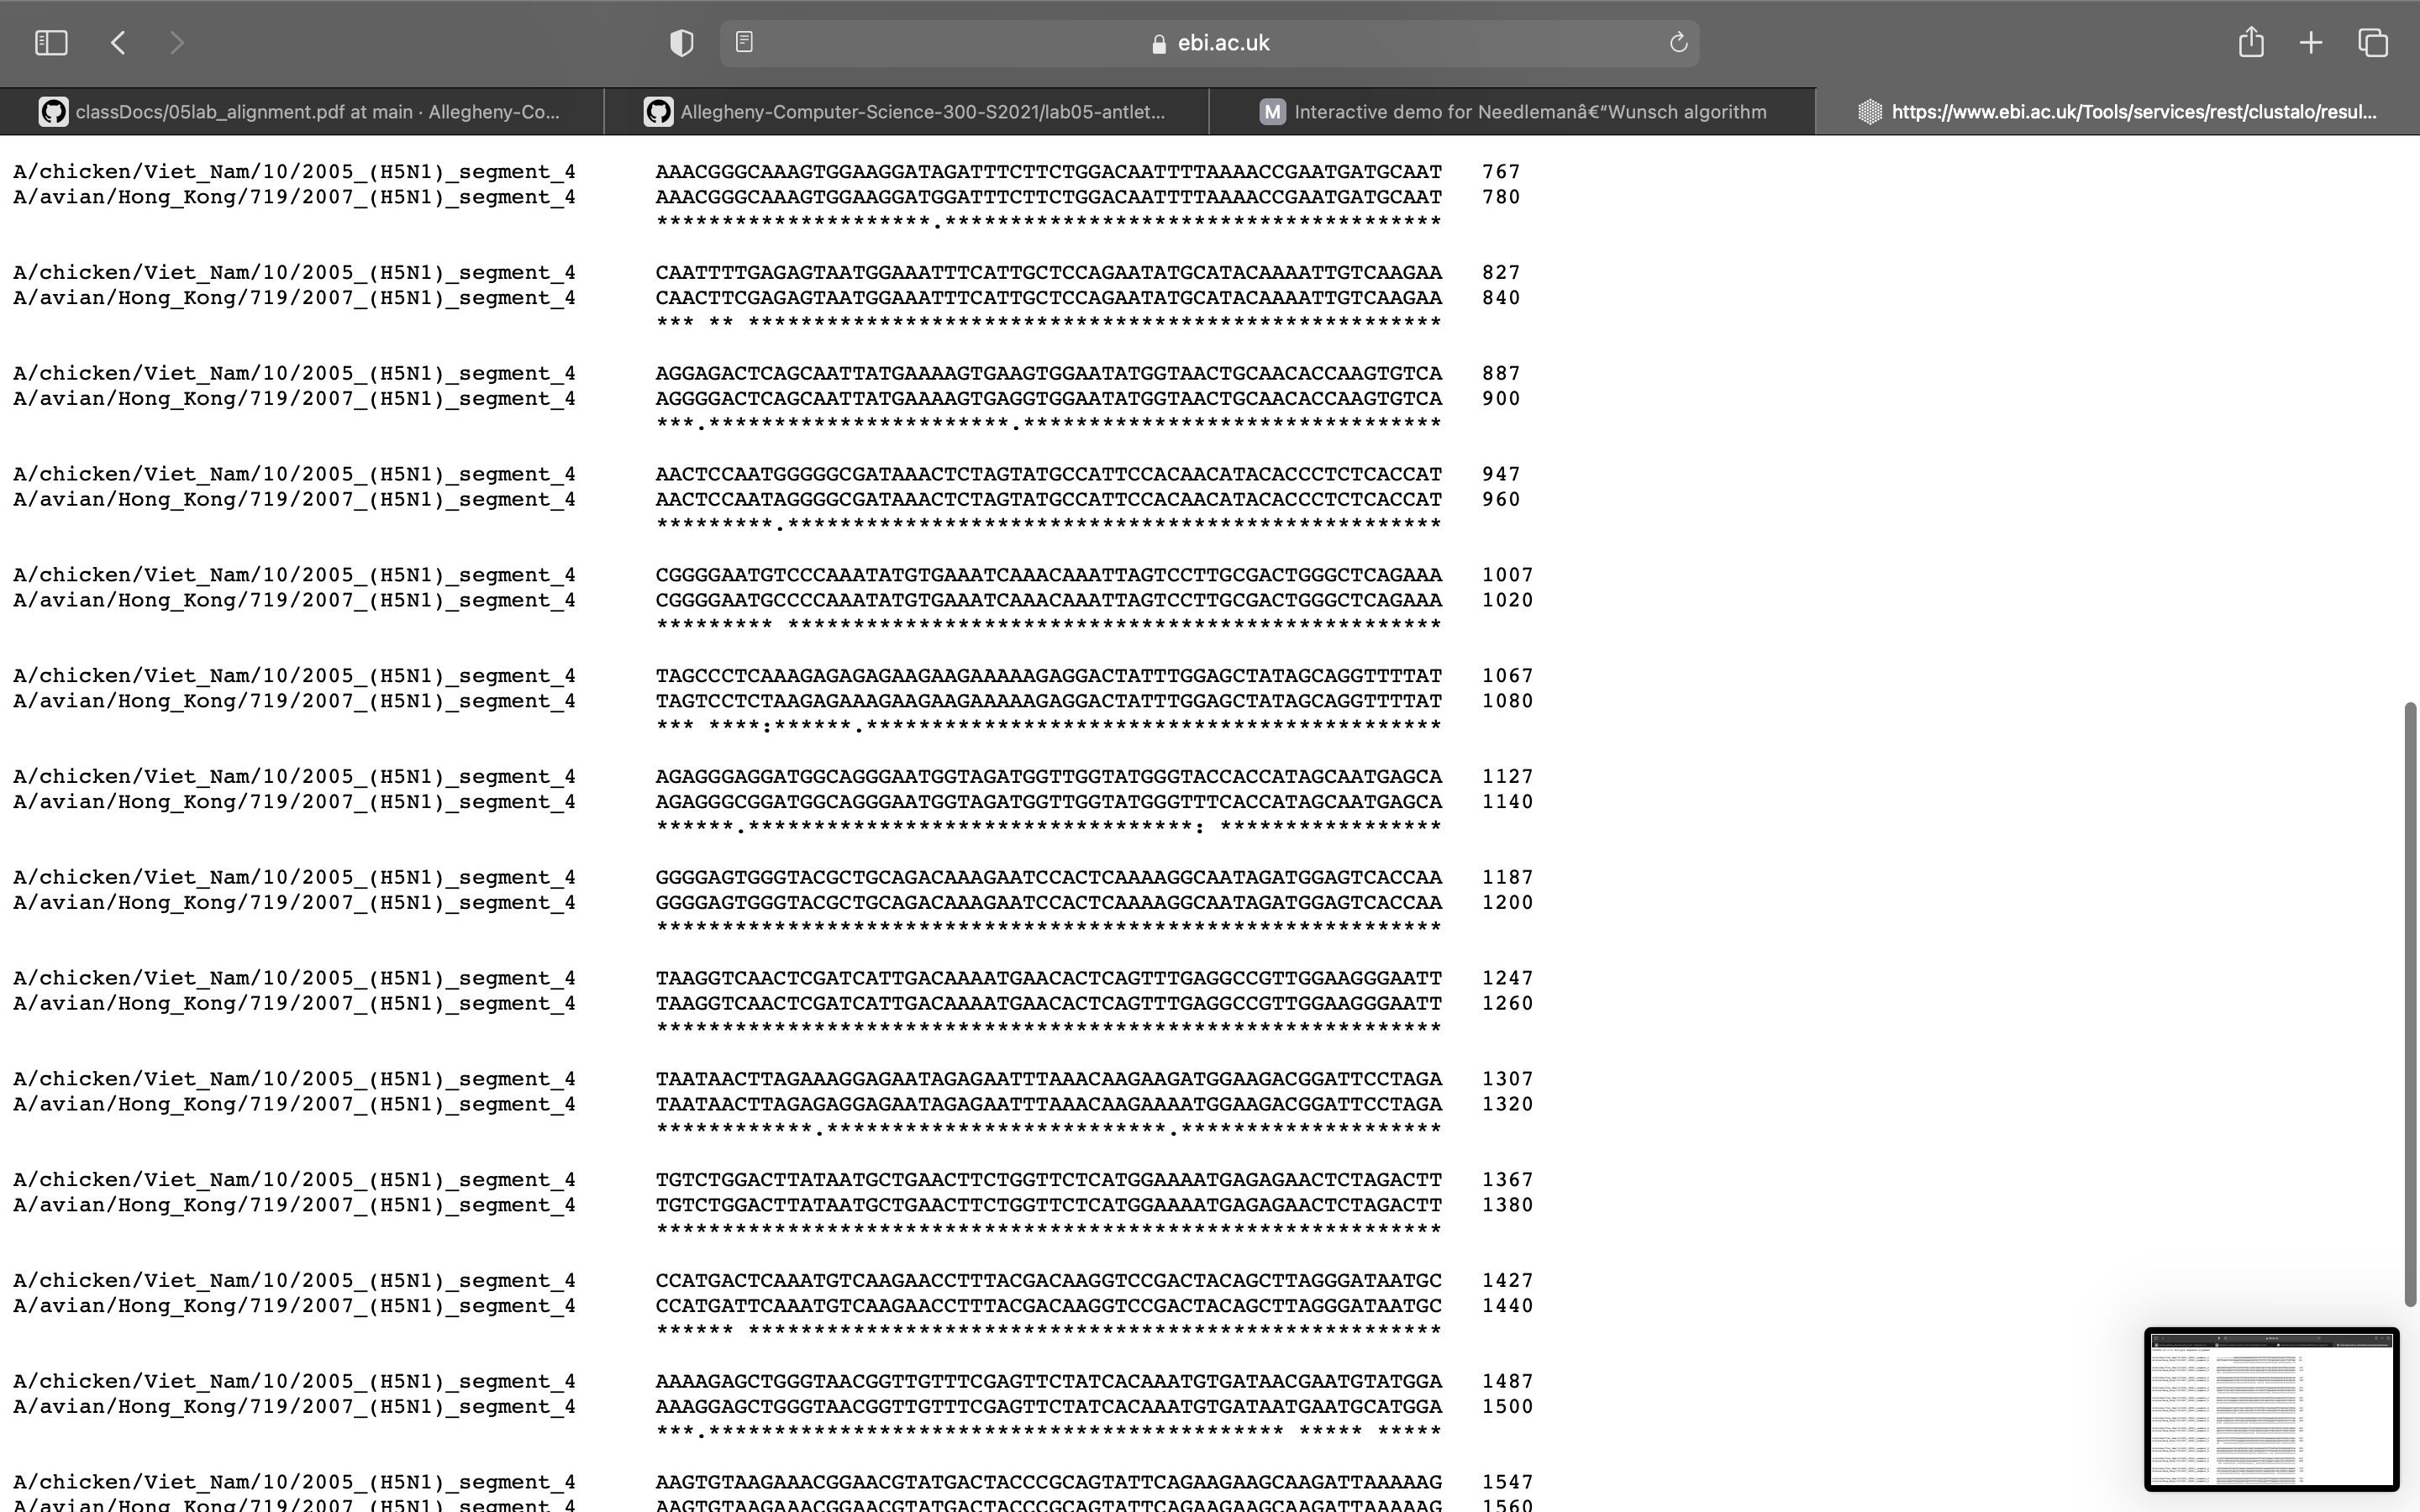 ebi.ac.uk
classDocs/05lab_alignment.pdf at main · Allegheny-Co...
Allegheny-Computer-Science-300-S2021/lab05-antlet...
M Interactive demo for Needlemanâ€“Wunsch algorithm
https://www.ebi.ac.uk/Tools/services/rest/clustalo/resul...
A/chicken/Viet_Nam/10/2005_(H5N1)_segment_4 AAACGGGCAAAGTGGAAGGATAGATTTCTTCTGGACAATTTTAAAACCGAATGATGCAAT 767
A/avian/Hong_Kong/719/2007_(H5N1)_segment_4 AAACGGGCAAAGTGGAAGGATGGATTTCTTCTGGACAATTTTAAAACCGAATGATGCAAT 780
*********************.**************************************
A/chicken/Viet_Nam/10/2005_(H5N1)_segment_4 CAATTTTGAGAGTAATGGAAATTTCATTGCTCCAGAATATGCATACAAAATTGTCAAGAA 827
A/avian/Hong_Kong/719/2007_(H5N1)_segment_4 CAACTTCGAGAGTAATGGAAATTTCATTGCTCCAGAATATGCATACAAAATTGTCAAGAA 840
*** ** *****************************************************
A/chicken/Viet_Nam/10/2005_(H5N1)_segment_4 AGGAGACTCAGCAATTATGAAAAGTGAAGTGGAATATGGTAACTGCAACACCAAGTGTCA 887
A/avian/Hong_Kong/719/2007_(H5N1)_segment_4 AGGGGACTCAGCAATTATGAAAAGTGAGGTGGAATATGGTAACTGCAACACCAAGTGTCA 900
***.***********************.********************************
A/chicken/Viet_Nam/10/2005_(H5N1)_segment_4 AACTCCAATGGGGGCGATAAACTCTAGTATGCCATTCCACAACATACACCCTCTCACCAT 947
A/avian/Hong_Kong/719/2007_(H5N1)_segment_4 AACTCCAATAGGGGCGATAAACTCTAGTATGCCATTCCACAACATACACCCTCTCACCAT 960
*********.**************************************************
A/chicken/Viet_Nam/10/2005_(H5N1)_segment_4 CGGGGAATGTCCCAAATATGTGAAATCAAACAAATTAGTCCTTGCGACTGGGCTCAGAAA 1007
A/avian/Hong_Kong/719/2007_(H5N1)_segment_4 CGGGGAATGCCCCAAATATGTGAAATCAAACAAATTAGTCCTTGCGACTGGGCTCAGAAA 1020
********* **************************************************
A/chicken/Viet_Nam/10/2005_(H5N1)_segment_4 TAGCCCTCAAAGAGAGAGAAGAAGAAAAAGAGGACTATTTGGAGCTATAGCAGGTTTTAT 1067
A/avian/Hong_Kong/719/2007_(H5N1)_segment_4 TAGTCCTCTAAGAGAAAGAAGAAGAAAAAGAGGACTATTTGGAGCTATAGCAGGTTTTAT 1080
*** ****:******.********************************************
A/chicken/Viet_Nam/10/2005_(H5N1)_segment_4 AGAGGGAGGATGGCAGGGAATGGTAGATGGTTGGTATGGGTACCACCATAGCAATGAGCA 1127
A/avian/Hong_Kong/719/2007_(H5N1)_segment_4 AGAGGGCGGATGGCAGGGAATGGTAGATGGTTGGTATGGGTTTCACCATAGCAATGAGCA 1140
******.**********************************: *****************
A/chicken/Viet_Nam/10/2005_(H5N1)_segment_4 GGGGAGTGGGTACGCTGCAGACAAAGAATCCACTCAAAAGGCAATAGATGGAGTCACCAA 1187
A/avian/Hong_Kong/719/2007_(H5N1)_segment_4 GGGGAGTGGGTACGCTGCAGACAAAGAATCCACTCAAAAGGCAATAGATGGAGTCACCAA 1200
************************************************************
A/chicken/Viet_Nam/10/2005_(H5N1)_segment_4 TAAGGTCAACTCGATCATTGACAAAATGAACACTCAGTTTGAGGCCGTTGGAAGGGAATT 1247
A/avian/Hong_Kong/719/2007_(H5N1)_segment_4 TAAGGTCAACTCGATCATTGACAAAATGAACACTCAGTTTGAGGCCGTTGGAAGGGAATT 1260
************************************************************
A/chicken/Viet_Nam/10/2005_(H5N1)_segment_4 TAATAACTTAGAAAGGAGAATAGAGAATTTAAACAAGAAGATGGAAGACGGATTCCTAGA 1307
A/avian/Hong_Kong/719/2007_(H5N1)_segment_4 TAATAACTTAGAGAGGAGAATAGAGAATTTAAACAAGAAAATGGAAGACGGATTCCTAGA 1320
************.**************************.********************
A/chicken/Viet_Nam/10/2005_(H5N1)_segment_4 TGTCTGGACTTATAATGCTGAACTTCTGGTTCTCATGGAAAATGAGAGAACTCTAGACTT 1367
A/avian/Hong_Kong/719/2007_(H5N1)_segment_4 TGTCTGGACTTATAATGCTGAACTTCTGGTTCTCATGGAAAATGAGAGAACTCTAGACTT 1380
************************************************************
A/chicken/Viet_Nam/10/2005_(H5N1)_segment_4 CCATGACTCAAATGTCAAGAACCTTTACGACAAGGTCCGACTACAGCTTAGGGATAATGC 1427
A/avian/Hong_Kong/719/2007_(H5N1)_segment_4 CCATGATTCAAATGTCAAGAACCTTTACGACAAGGTCCGACTACAGCTTAGGGATAATGC 1440
****** *****************************************************
A/chicken/Viet_Nam/10/2005_(H5N1)_segment_4 AAAAGAGCTGGGTAACGGTTGTTTCGAGTTCTATCACAAATGTGATAACGAATGTATGGA 1487
A/avian/Hong_Kong/719/2007_(H5N1)_segment_4 AAAGGAGCTGGGTAACGGTTGTTTCGAGTTCTATCACAAATGTGATAATGAATGCATGGA 1500
***.******************************************** ***** *****
A/chicken/Viet_Nam/10/2005_(H5N1)_segment_4 AAGTGTAAGAAACGGAACGTATGACTACCCGCAGTATTCAGAAGAAGCAAGATTAAAAAG 1547
A/avian/Hong_Kong/719/2007_(H5N1)_segment_4 AAGTGTAAGAAACGGAACGTATGACTACCCGCAGTATTCAGAAGAAGCAAGATTAAAAAG 1560